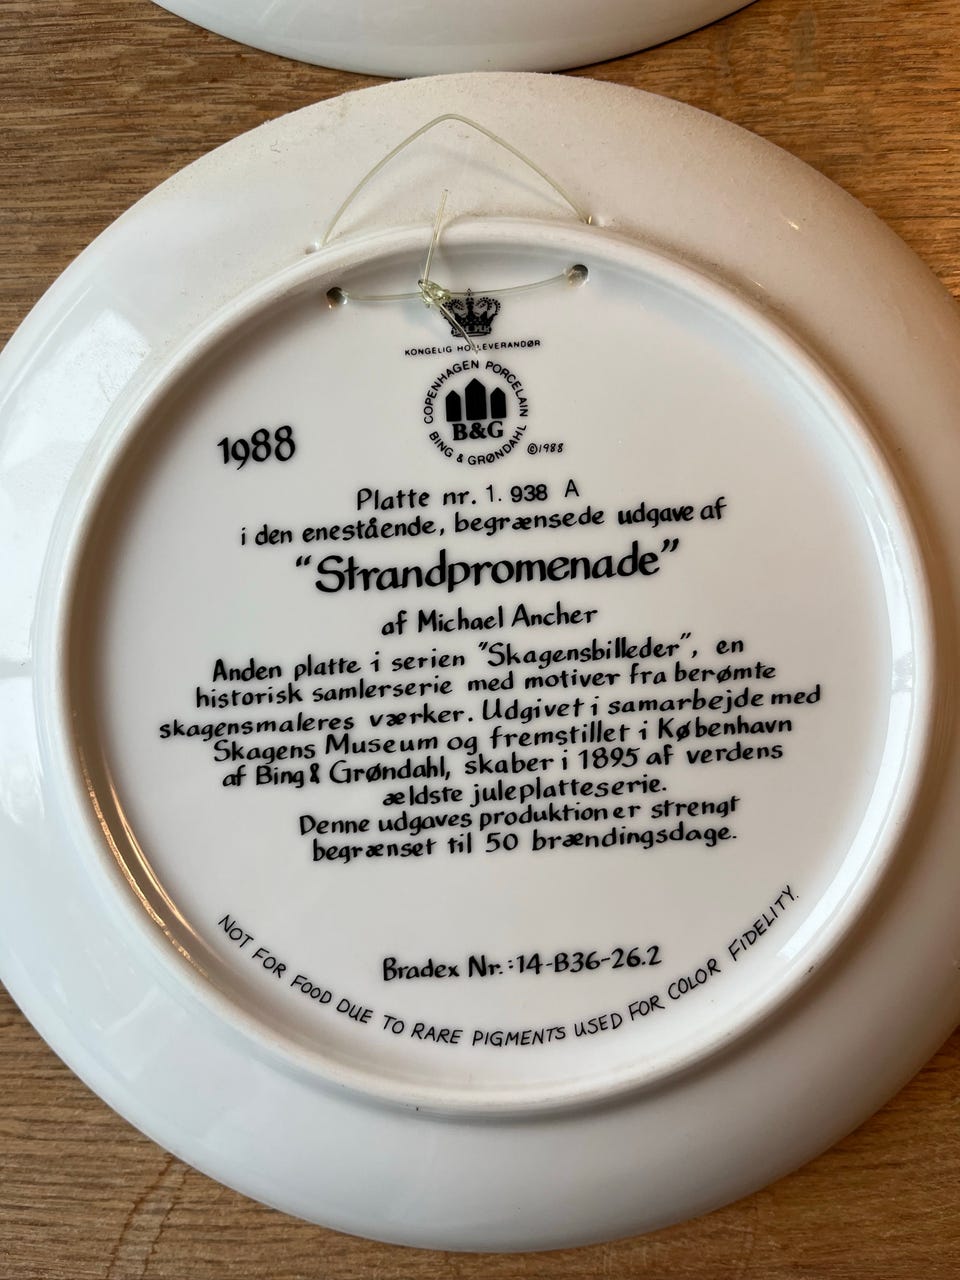 KONGELIG HOFLEVERANDØR
COPENHAGEN PORCELAIN
BING & GRØNDAHL
B&G
©1988
1988
Platte nr. 1. 938 A
i den enestående, begrænsede udgave af
“Strandpromenade”
af Michael Ancher
Anden platte i serien “Skagensbilleder”, en
historisk samlerserie med motiver fra berømte
skagensmaleres værker. Udgivet i samarbejde med
Skagens Museum og fremstillet i København
af Bing & Grøndahl, skaber i 1895 af verdens
ældste juleplatteserie.
Denne udgaves produktion er strengt
begrænset til 50 brændingsdage.
Bradex Nr.: 14-B36-26.2
NOT FOR FOOD DUE TO RARE PIGMENTS USED FOR COLOR FIDELITY.